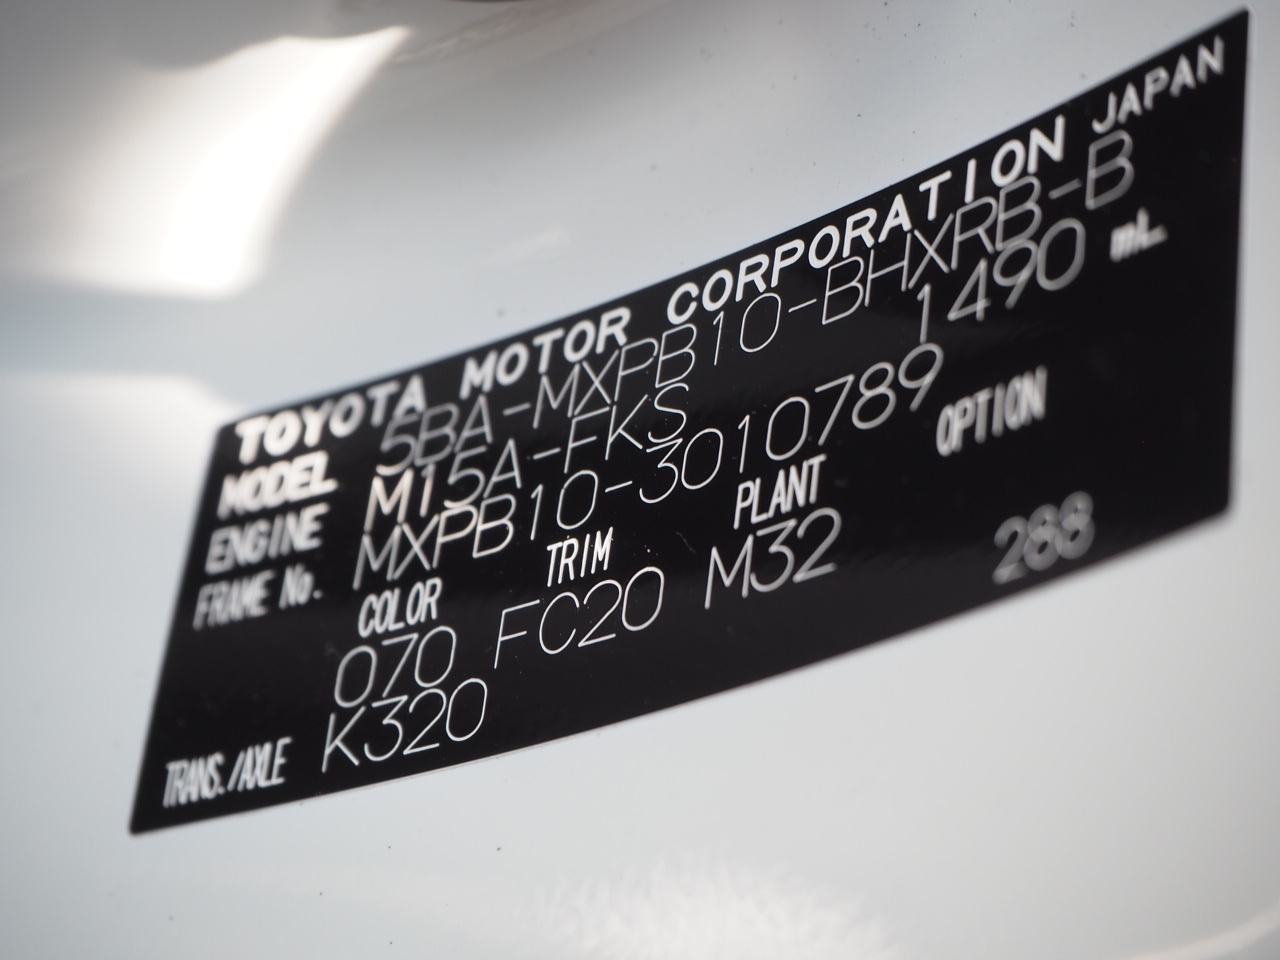 TOYOTA MOTOR CORPORATION JAPAN
MODEL 5BA-MXPB10-BHXRB-B
ENGINE M15A-FKS 1490 mL
FRAME No. MXPB10-3010789
COLOR TRIM PLANT OPTION
070 FC20 M32 288
TRANS./AXLE K320